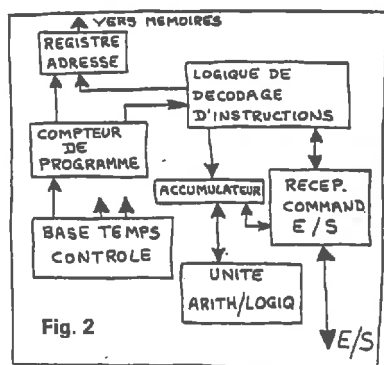 VERS MEMOIRES
REGISTRE
ADRESSE
LOGIQUE DE
DECODAGE
D'INSTRUCTIONS
COMPTEUR
DE
PROGRAMME
ACCUMULATEUR
RECEP.
COMMAND
E/S
BASE TEMPS
CONTROLE
UNITE
ARITH/LOGIQ
Fig. 2
E/S